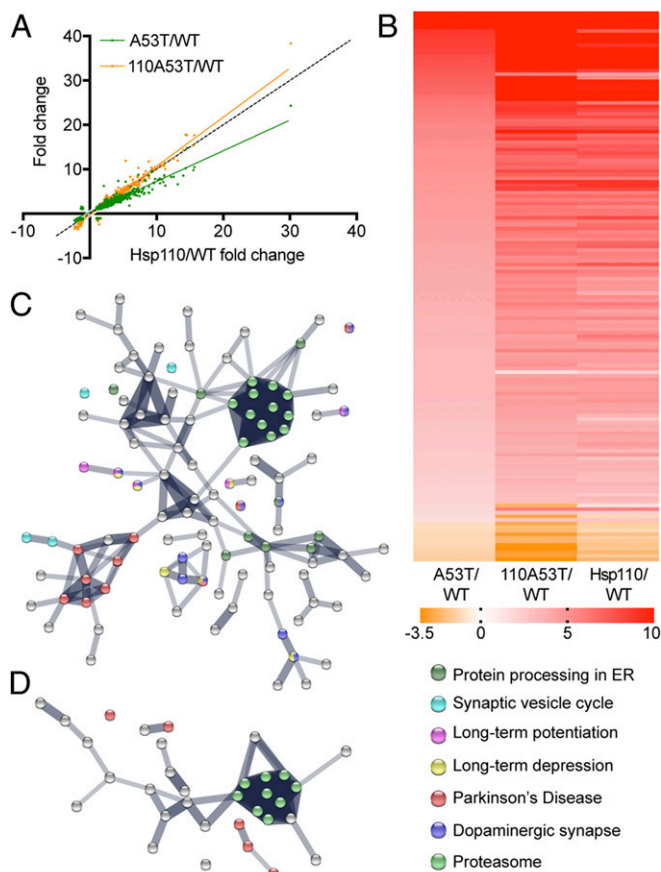 A
40
30
20
10
-10
Fold change
A53T/WT
110A53T/WT
-10
10
20
30
40
Hsp110/WT fold change
B
A53T/
WT
110A53T/
WT
Hsp110/
WT
-3.5
0
5
10
C
D
Protein processing in ER
Synaptic vesicle cycle
Long-term potentiation
Long-term depression
Parkinson's Disease
Dopaminergic synapse
Proteasome